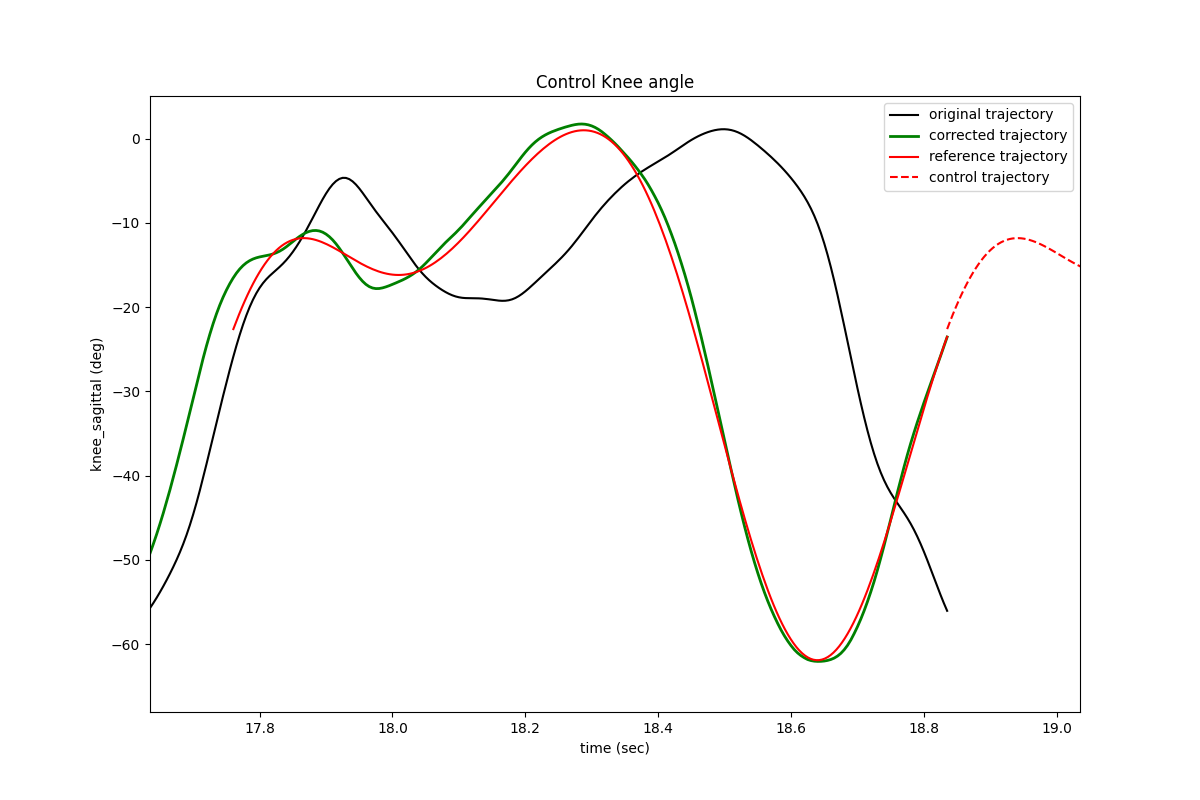 Control Knee angle
original trajectory
corrected trajectory
reference trajectory
control trajectory
0
−10
−20
−30
−40
−50
−60
knee_sagittal (deg)
17.8 18.0 18.2 18.4 18.6 18.8 19.0
time (sec)